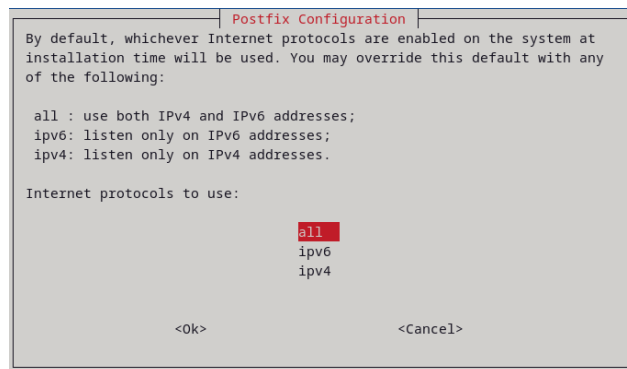 Postfix Configuration
By default, whichever Internet protocols are enabled on the system at
installation time will be used. You may override this default with any
of the following:
all : use both IPv4 and IPv6 addresses;
ipv6: listen only on IPv6 addresses;
ipv4: listen only on IPv4 addresses.
Internet protocols to use:
all
ipv6
ipv4
<Ok> <Cancel>